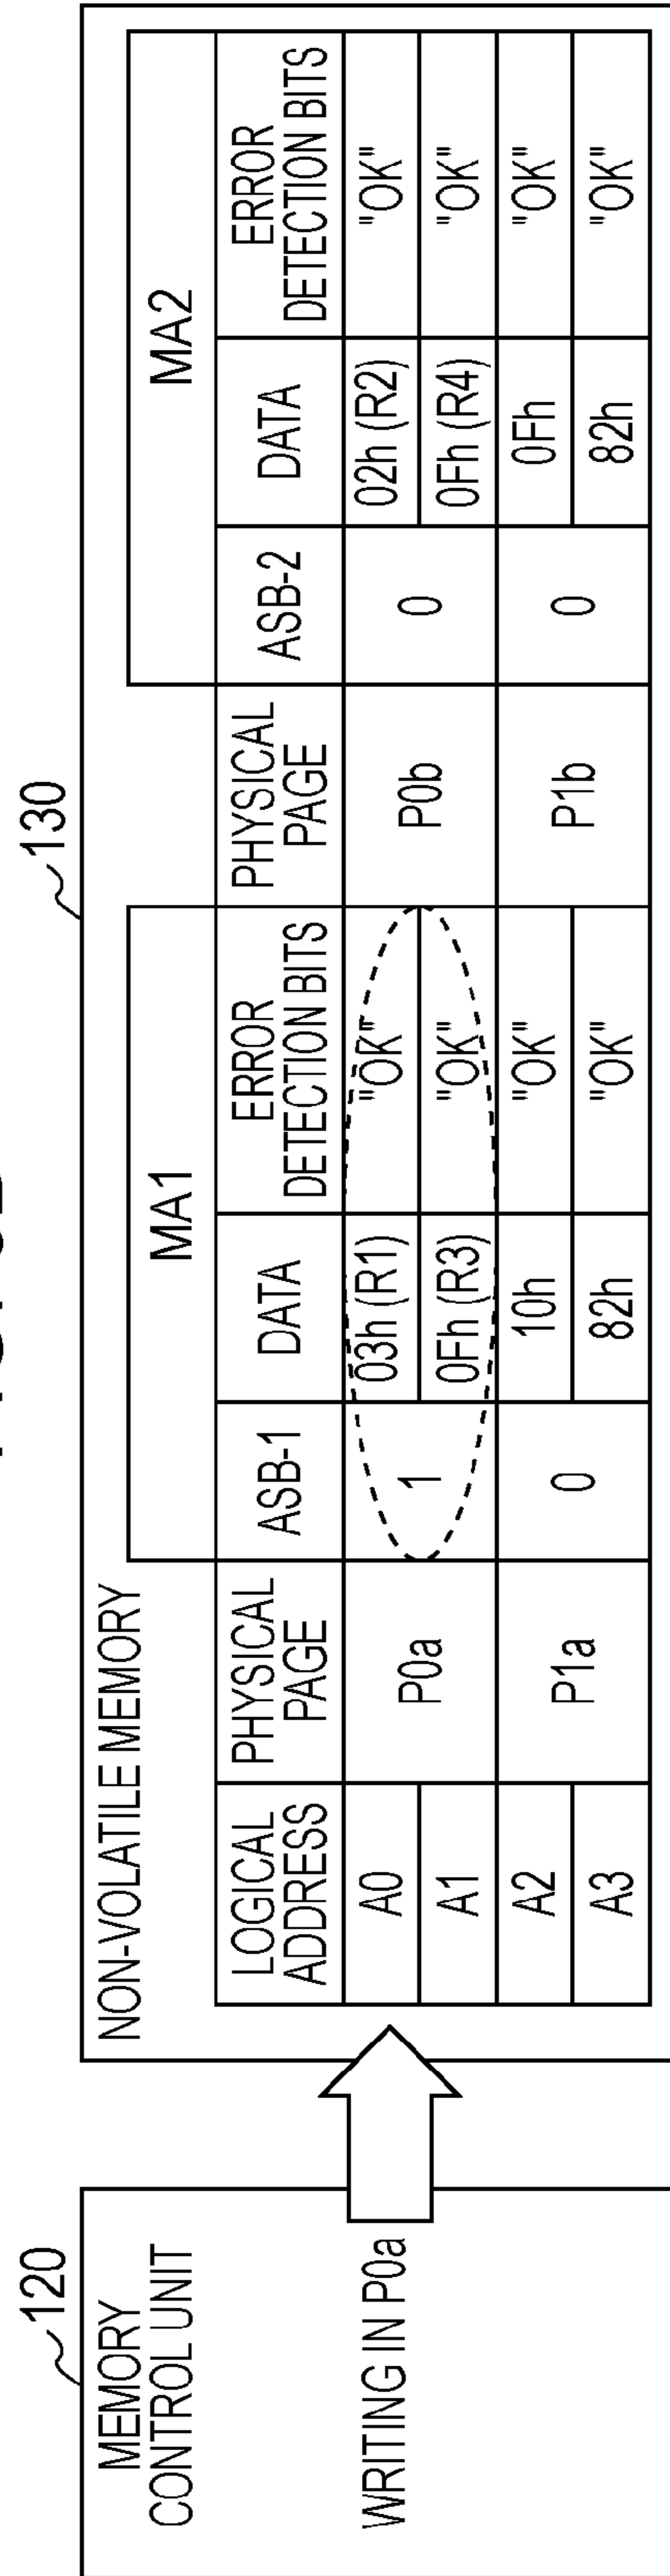 120
MEMORY
CONTROL UNIT
WRITING IN P0a
130
NON-VOLATILE MEMORY
MA1
MA2
LOGICAL
ADDRESS
PHYSICAL
PAGE
ASB-1
DATA
ERROR
DETECTION BITS
PHYSICAL
PAGE
ASB-2
DATA
ERROR
DETECTION BITS
A0
P0a
1
03h (R1)
"OK"
P0b
0
02h (R2)
"OK"
A1
0Fh (R3)
"OK"
0Fh (R4)
"OK"
A2
P1a
0
10h
"OK"
P1b
0
0Fh
"OK"
A3
82h
"OK"
82h
"OK"